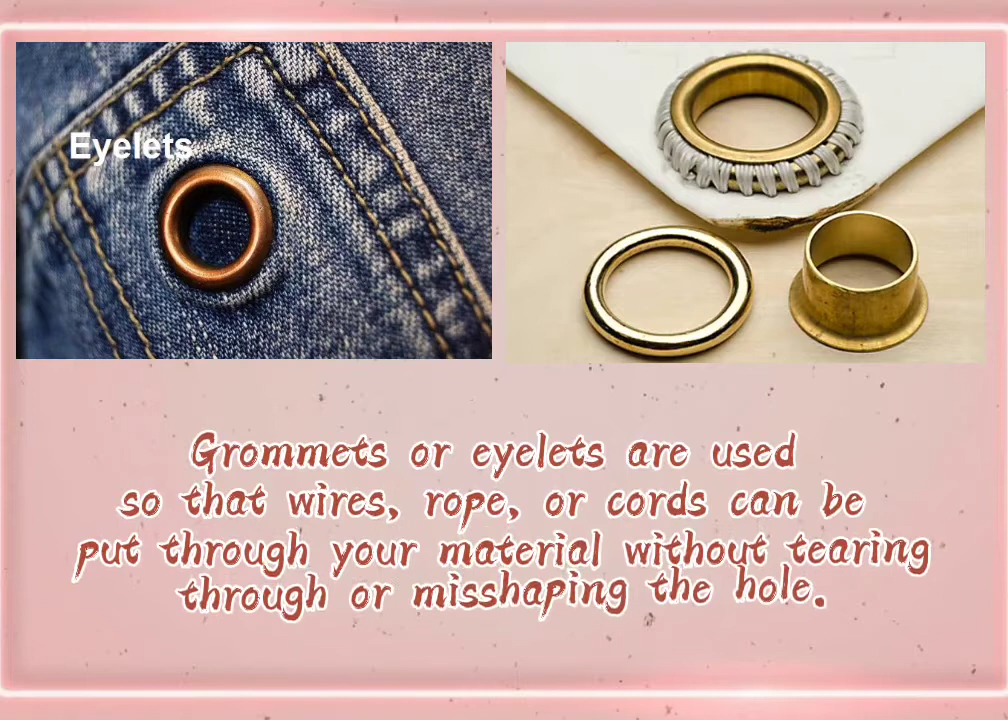 Eyelets
Grommets or eyelets are used
so that wires, rope, or cords can be
put through your material without tearing
through or misshaping the hole.